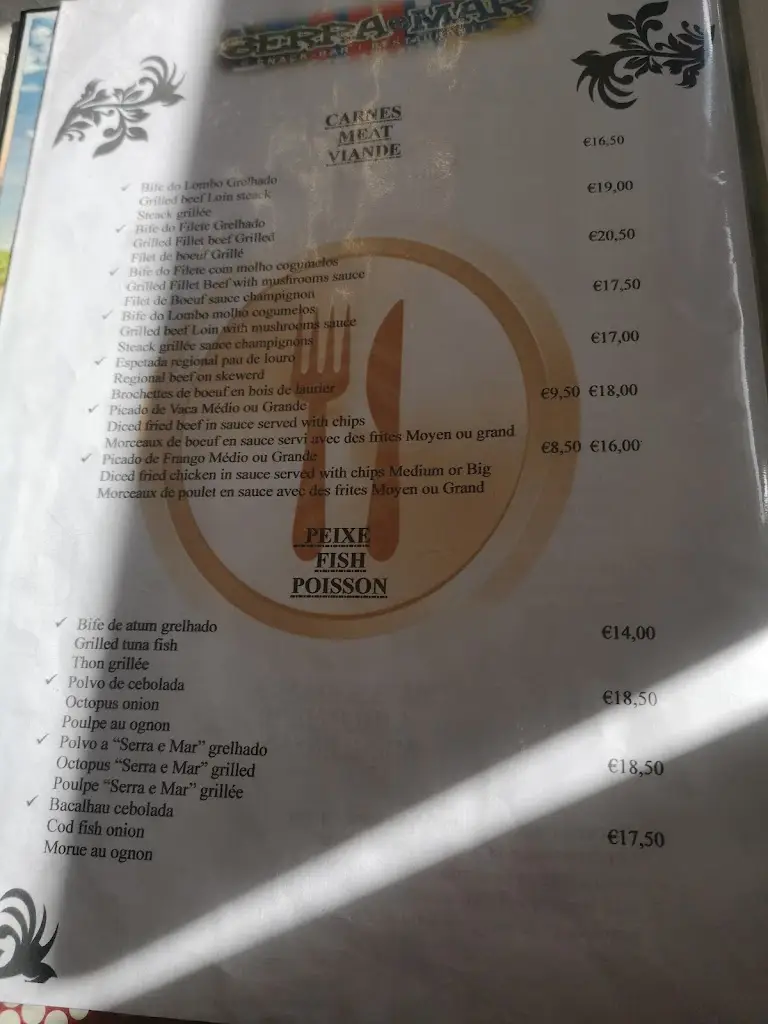 SERRA e MAR
SNACK BAR RESTAURANTE
CARNES
MEAT
VIANDE
€16,50
✓ Bife do Lombo Grelhado
Grilled beef Loin steack
Steack grillée
€19,00
✓ Bife do Filete Grelhado
Grilled Fillet beef Grilled
Filet de boeuf Grillé
€20,50
✓ Bife do Filete com molho cogumelos
Grilled Fillet Beef with mushrooms sauce
Filet de Boeuf sauce champignon
€17,50
✓ Bife do Lombo molho cogumelos
Grilled beef Loin with mushrooms sauce
Steack grillée sauce champignons
€17,00
✓ Espetada regional pau de louro
Regional beef on skewerd
Brochettes de boeuf en bois de laurier
€9,50 €18,00
✓ Picado de Vaca Médio ou Grande
Diced fried beef in sauce served with chips
Morceaux de boeuf en sauce servi avec des frites Moyen ou grand
€8,50 €16,00
✓ Picado de Frango Médio ou Grande
Diced fried chicken in sauce served with chips Medium or Big
Morceaux de poulet en sauce avec des frites Moyen ou Grand
PEIXE
FISH
POISSON
✓ Bife de atum grelhado
Grilled tuna fish
Thon grillée
€14,00
✓ Polvo de cebolada
Octopus onion
Poulpe au ognon
€18,50
✓ Polvo a “Serra e Mar” grelhado
Octopus “Serra e Mar” grilled
Poulpe “Serra e Mar” grillée
€18,50
✓ Bacalhau cebolada
Cod fish onion
Morue au ognon
€17,50